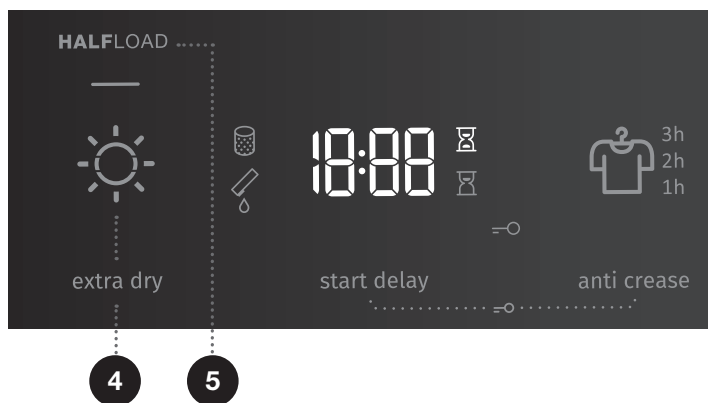 HALFLOAD
18:88
3h
2h
1h
extra dry
start delay
anti crease
4
5